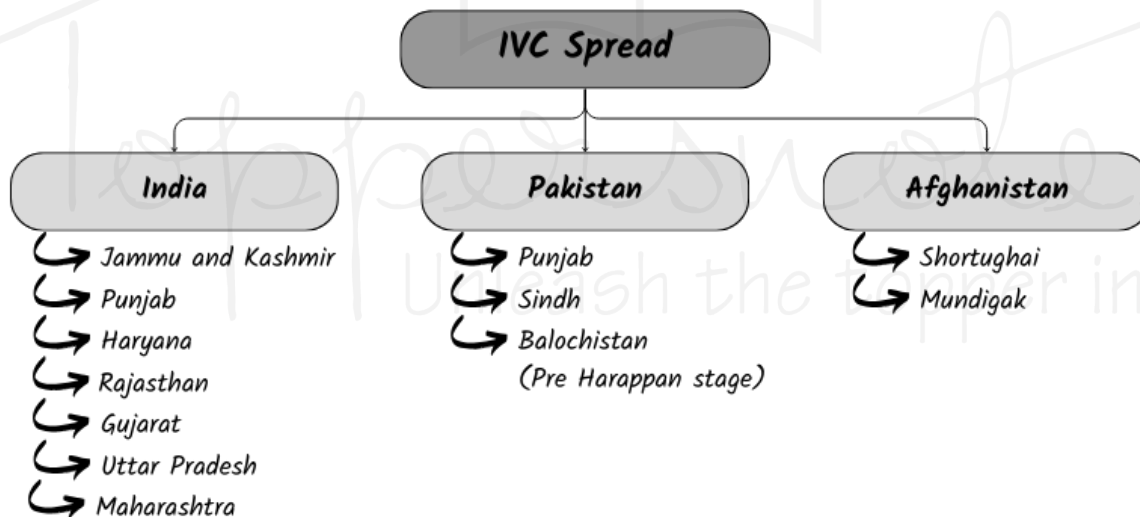 IVC Spread
India
Jammu and Kashmir
Punjab
Haryana
Rajasthan
Gujarat
Uttar Pradesh
Maharashtra
Pakistan
Punjab
Sindh
Balochistan
(Pre Harappan stage)
Afghanistan
Shortughai
Mundigak
Toppersnote
Unleash the topper in